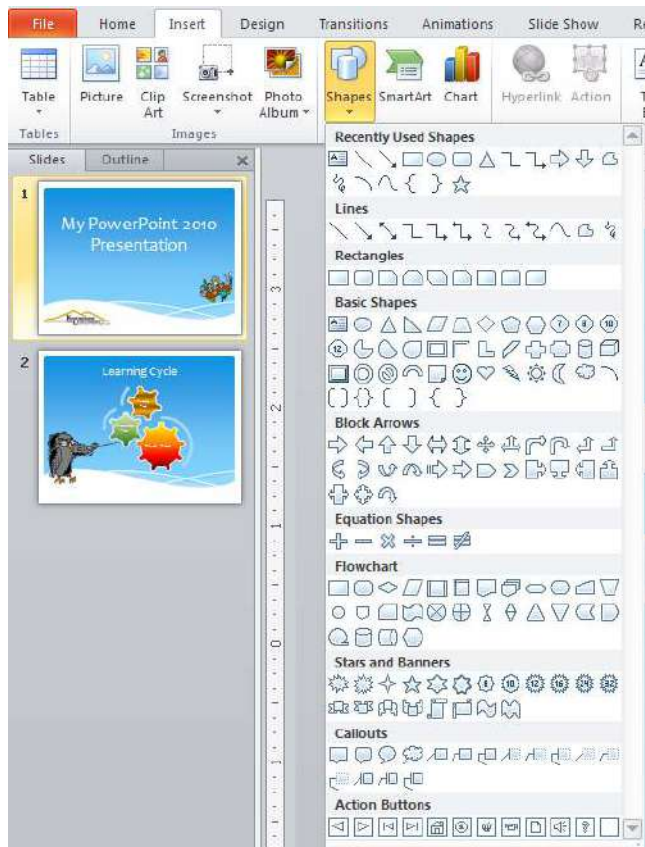 File Home Insert Design Transitions Animations Slide Show
Table Picture Clip Art Screenshot Photo Album Shapes SmartArt Chart Hyperlink Action
Tables Images
Slides Outline
Recently Used Shapes
1
My PowerPoint 2010
Presentation
Lines
Rectangles
Basic Shapes
2
Learning Cycle
Block Arrows
Equation Shapes
Flowchart
Stars and Banners
Callouts
Action Buttons